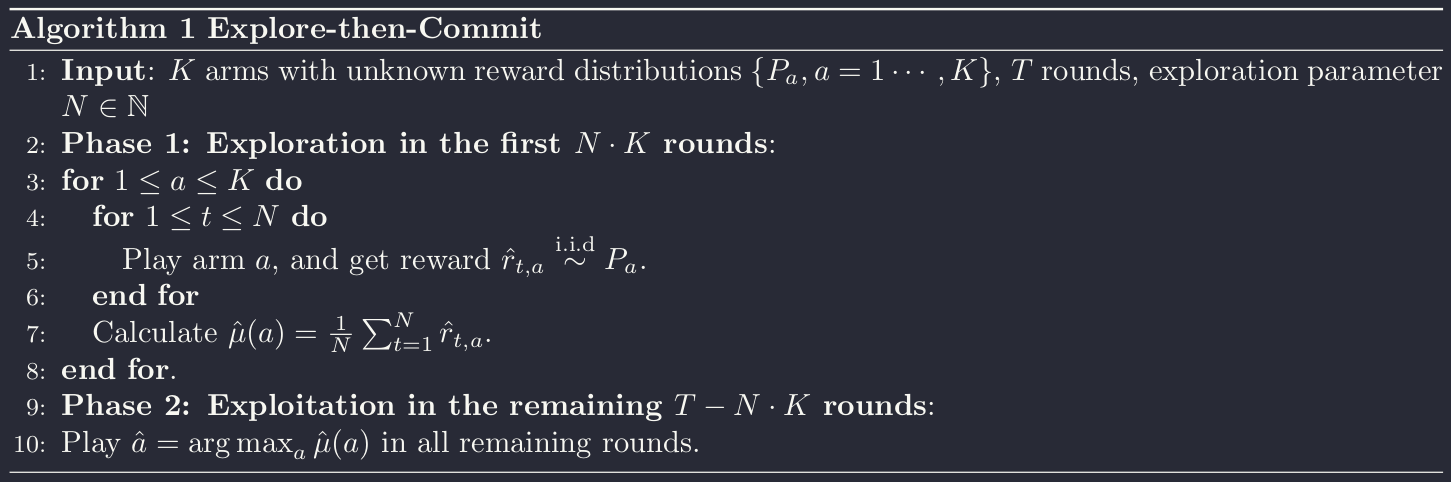 Algorithm 1 Explore-then-Commit
1: Input: K arms with unknown reward distributions {P_a, a = 1 ⋯ , K}, T rounds, exploration parameter
N ∈ ℕ
2: Phase 1: Exploration in the first N · K rounds:
3: for 1 ≤ a ≤ K do
4: for 1 ≤ t ≤ N do
5: Play arm a, and get reward r̂_{t,a} \overset{i.i.d}{∼} P_a.
6: end for
7: Calculate μ̂(a) = \frac{1}{N} ∑_{t=1}^{N} r̂_{t,a}.
8: end for.
9: Phase 2: Exploitation in the remaining T − N · K rounds:
10: Play â = arg max_a μ̂(a) in all remaining rounds.